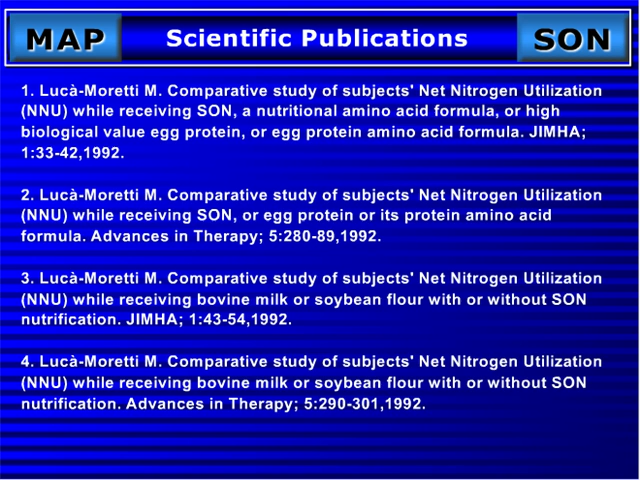 MAP Scientific Publications SON
1. Lucà-Moretti M. Comparative study of subjects' Net Nitrogen Utilization
(NNU) while receiving SON, a nutritional amino acid formula, or high
biological value egg protein, or egg protein amino acid formula. JIMHA;
1:33-42,1992.
2. Lucà-Moretti M. Comparative study of subjects' Net Nitrogen Utilization
(NNU) while receiving SON, or egg protein or its protein amino acid
formula. Advances in Therapy; 5:280-89,1992.
3. Lucà-Moretti M. Comparative study of subjects' Net Nitrogen Utilization
(NNU) while receiving bovine milk or soybean flour with or without SON
nutrification. JIMHA; 1:43-54,1992.
4. Lucà-Moretti M. Comparative study of subjects' Net Nitrogen Utilization
(NNU) while receiving bovine milk or soybean flour with or without SON
nutrification. Advances in Therapy; 5:290-301,1992.